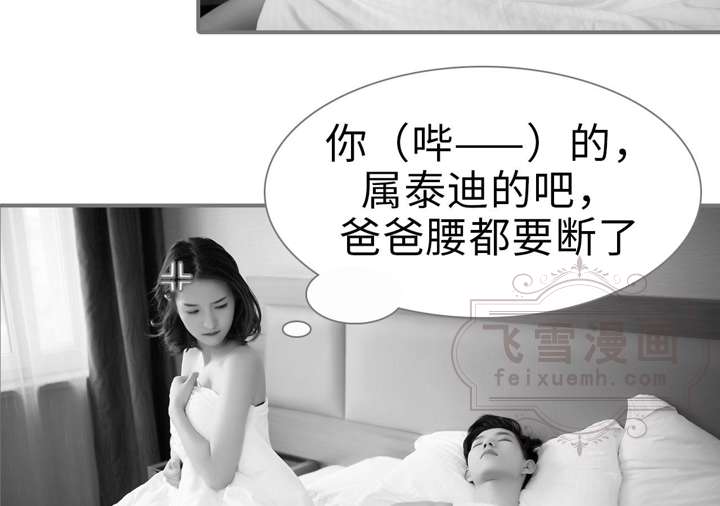 你（哔——）的，
属泰迪的吧，
爸爸腰都要断了
飞雪漫画
feixuemh.com